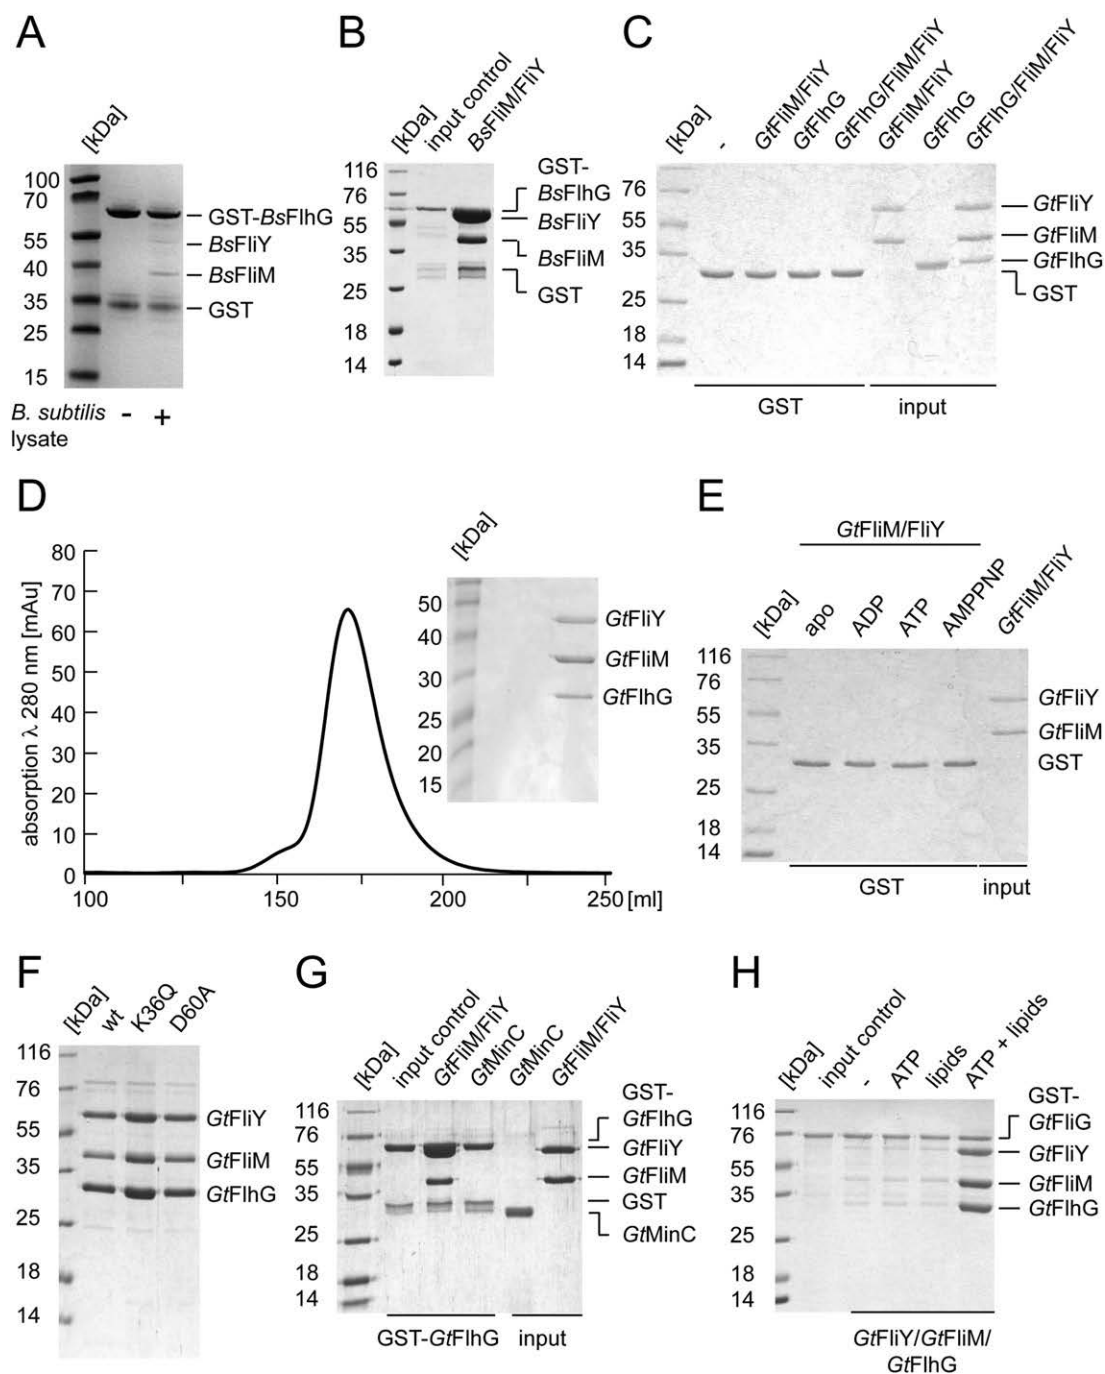 A
[kDa]
100
70
55
40
35
25
15
GST-BsFlhG
BsFliY
BsFliM
GST
B. subtilis - +
lysate
B
[kDa]
input control
BsFliM/FliY
116
76
55
35
25
18
14
GST-
BsFlhG
BsFliY
BsFliM
GST
C
[kDa]
-
GtFliM/FliY
GtFlhG
GtFlhG/FliM/FliY
GtFliM/FliY
GtFlhG
GtFlhG/FliM/FliY
76
55
35
25
18
14
GtFliY
GtFliM
GtFlhG
GST
GST
input
D
absorption λ 280 nm [mAu]
80
70
60
50
40
30
20
10
0
100
150
200
250 [ml]
[kDa]
50
40
30
25
20
15
GtFliY
GtFliM
GtFlhG
E
GtFliM/FliY
[kDa]
apo
ADP
ATP
AMPPNP
GtFliM/FliY
116
76
55
35
25
18
14
GtFliY
GtFliM
GST
GST
input
F
[kDa]
wt
K36Q
D60A
116
76
55
35
25
18
14
GtFliY
GtFliM
GtFlhG
G
[kDa]
input control
GtFliM/FliY
GtMinC
GtMinC
GtFliM/FliY
116
76
55
35
25
18
14
GST-
GtFlhG
GtFliY
GtFliM
GST
GtMinC
GST-GtFlhG
input
H
[kDa]
input control
-
ATP
lipids
ATP + lipids
116
76
55
35
25
18
14
GST-
GtFliG
GtFliY
GtFliM
GtFlhG
GtFliY/GtFliM/
GtFlhG